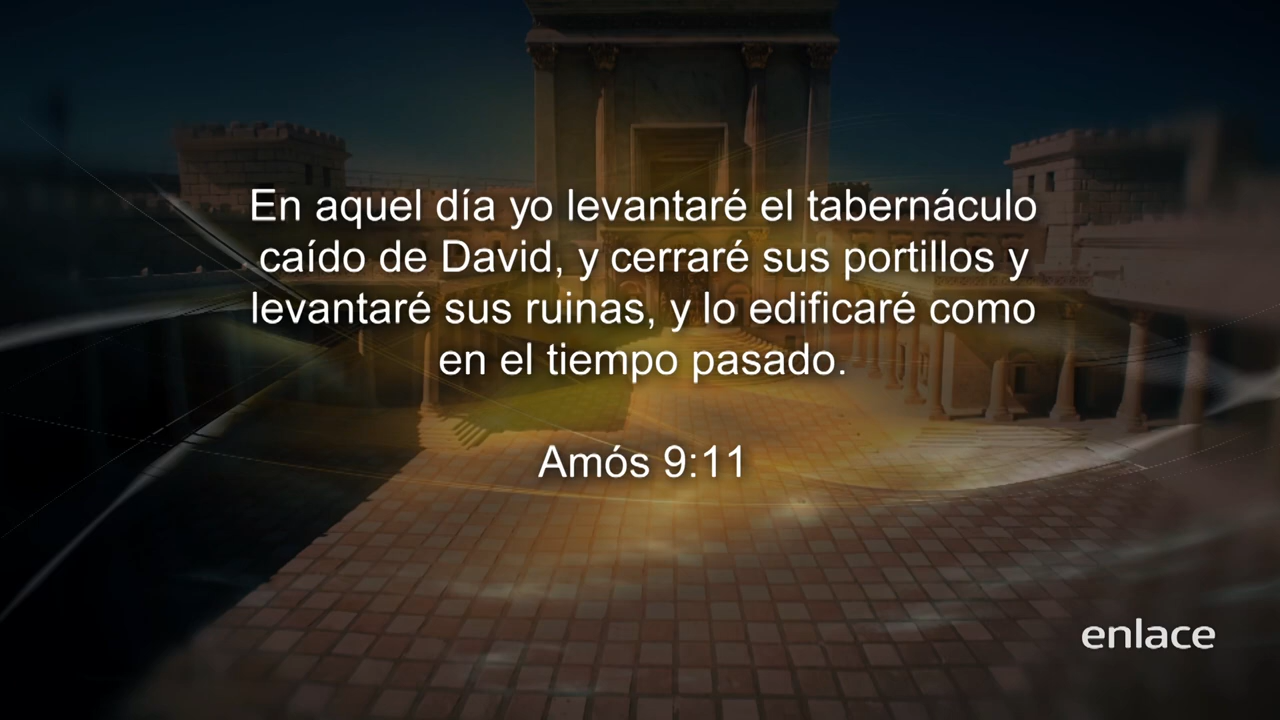 En aquel día yo levantaré el tabernáculo
caído de David, y cerraré sus portillos y
levantaré sus ruinas, y lo edificaré como
en el tiempo pasado.
Amós 9:11
enlace